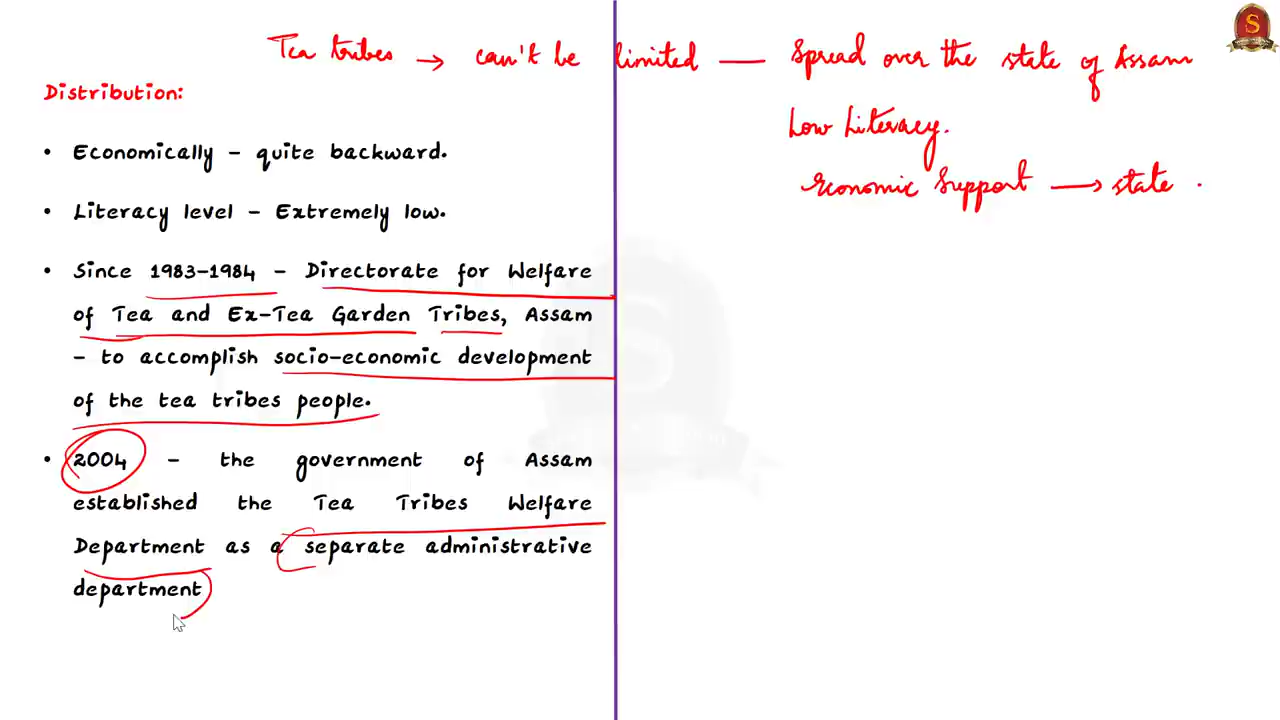 Tea tribes → can't be limited — Spread over the state of Assam
Distribution:
Low Literacy.
• Economically - quite backward.
Economic Support → state .
• Literacy level - Extremely low.
• Since 1983-1984 - Directorate for Welfare
of Tea and Ex-Tea Garden Tribes, Assam
- to accomplish socio-economic development
of the tea tribes people.
• 2004 - the government of Assam
established the Tea Tribes Welfare
Department as a separate administrative
department
S